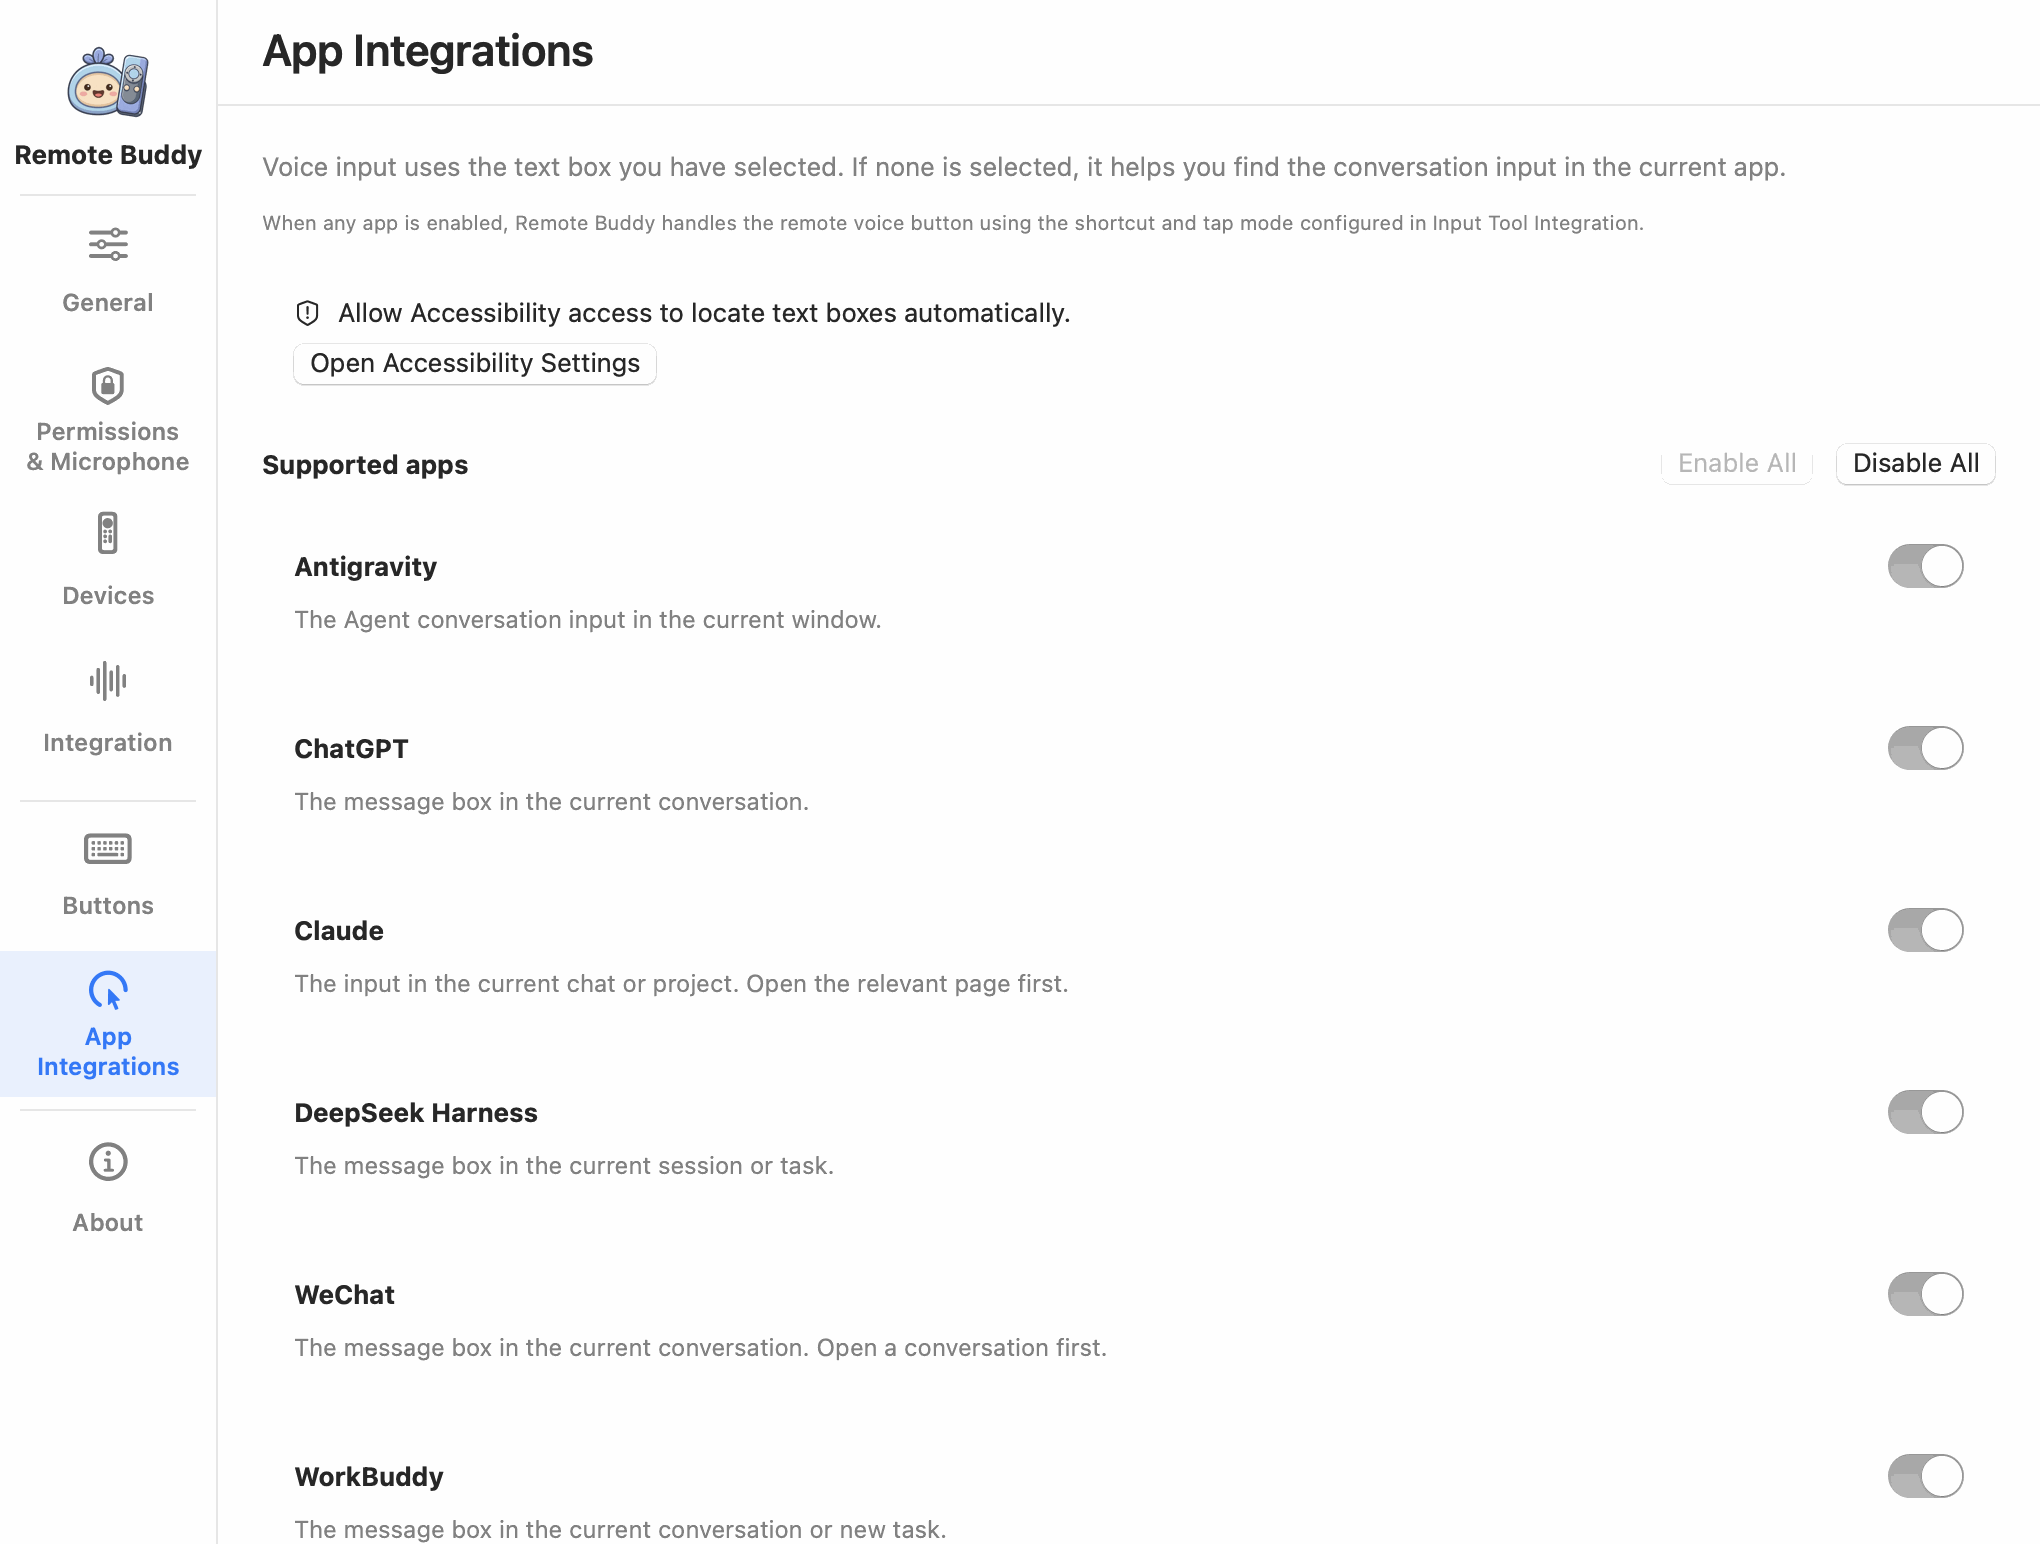 Remote Buddy
General
Permissions
& Microphone
Devices
Integration
Buttons
App
Integrations
About
App Integrations
Voice input uses the text box you have selected. If none is selected, it helps you find the conversation input in the current app.
When any app is enabled, Remote Buddy handles the remote voice button using the shortcut and tap mode configured in Input Tool Integration.
Allow Accessibility access to locate text boxes automatically.
Open Accessibility Settings
Supported apps
Enable All
Disable All
Antigravity
The Agent conversation input in the current window.
ChatGPT
The message box in the current conversation.
Claude
The input in the current chat or project. Open the relevant page first.
DeepSeek Harness
The message box in the current session or task.
WeChat
The message box in the current conversation. Open a conversation first.
WorkBuddy
The message box in the current conversation or new task.